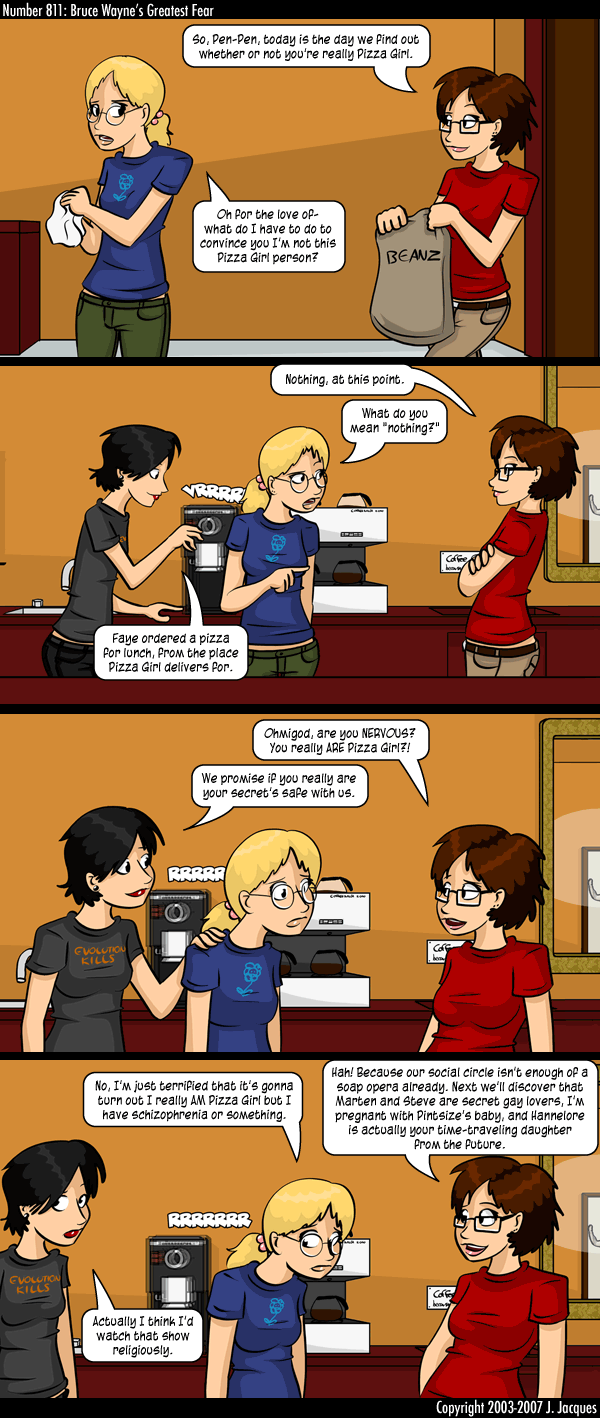 Number 811: Bruce Wayne's Greatest Fear
So, Pen-Pen, today is the day we find out
whether or not you're really Pizza Girl.
Oh for the love of-
what do I have to do to
convince you I'm not this
Pizza Girl person?
BEANZ
Nothing, at this point.
What do you
mean "nothing?"
VRRRR
Coffee
Faye ordered a pizza
for lunch, from the place
Pizza Girl delivers for.
Ohmigod, are you NERVOUS?
You really ARE Pizza Girl?!
We promise if you really are
your secret's safe with us.
RRRRR
EVOLUTION
KILLS
No, I'm just terrified that it's gonna
turn out I really AM Pizza Girl but I
have schizophrenia or something.
Hah! Because our social circle isn't enough of a
soap opera already. Next we'll discover that
Marten and Steve are secret gay lovers, I'm
pregnant with Pintsize's baby, and Hannelore
is actually your time-traveling daughter
from the future.
RRRRRRR
EVOLUTION
KILLS
Actually I think I'd
watch that show
religiously.
Copyright 2003-2007 J. Jacques